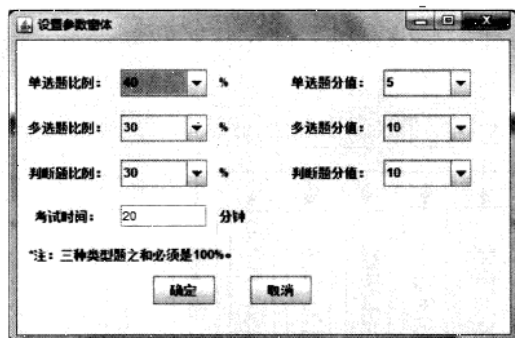 设置参数窗体
单选题比例: 40 % 单选题分值: 5
多选题比例: 30 % 多选题分值: 10
判断题比例: 30 % 判断题分值: 10
考试时间: 20 分钟
*注: 三种类型题之和必须是100%。
确定 取消